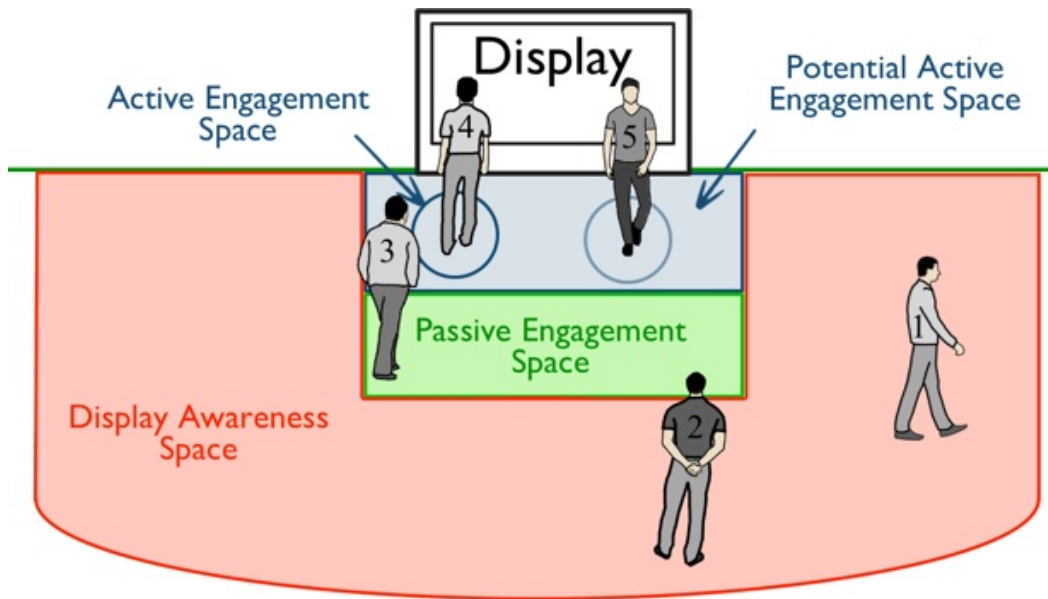 Display
Active Engagement
Space
Potential Active
Engagement Space
4
5
3
1
Passive Engagement
Space
Display Awareness
Space
2